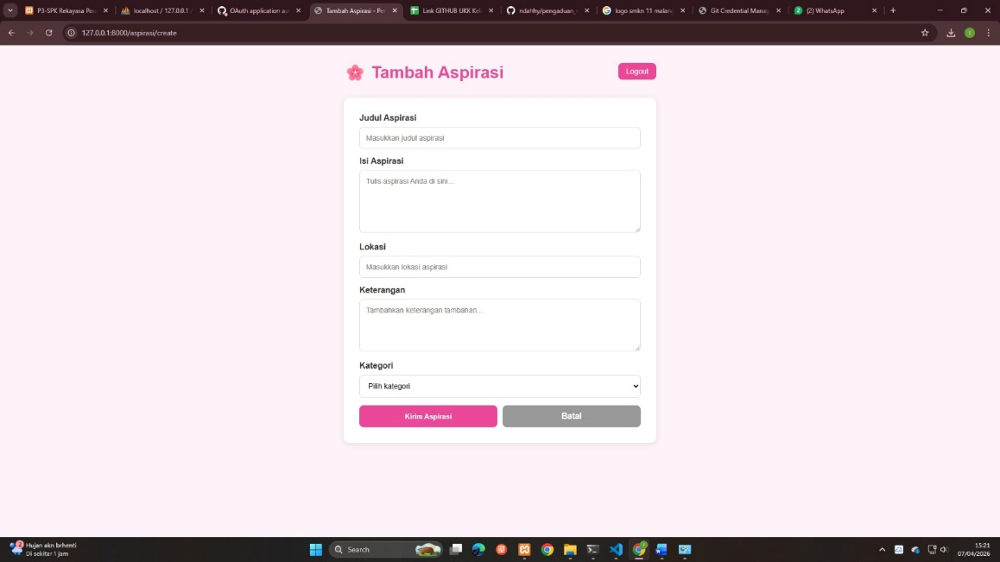 P3-SPK Rekayasa Per
localhost / 127.0.0.1 /
OAuth application au
Tambah Aspirasi - Pe
Link GITHUB UKK Kel
ndahhy/pengaduan_
logo smkn 11 malang
Git Credential Manag
(2) WhatsApp
127.0.0.1:8000/aspirasi/create
Tambah Aspirasi
Logout
Judul Aspirasi
Masukkan judul aspirasi
Isi Aspirasi
Tulis aspirasi Anda di sini...
Lokasi
Masukkan lokasi aspirasi
Keterangan
Tambahkan keterangan tambahan...
Kategori
Pilih kategori
Kirim Aspirasi
Batal
2
Hujan akn brhenti
Di sekitar 1 jam
Search
15:21
07/04/2026